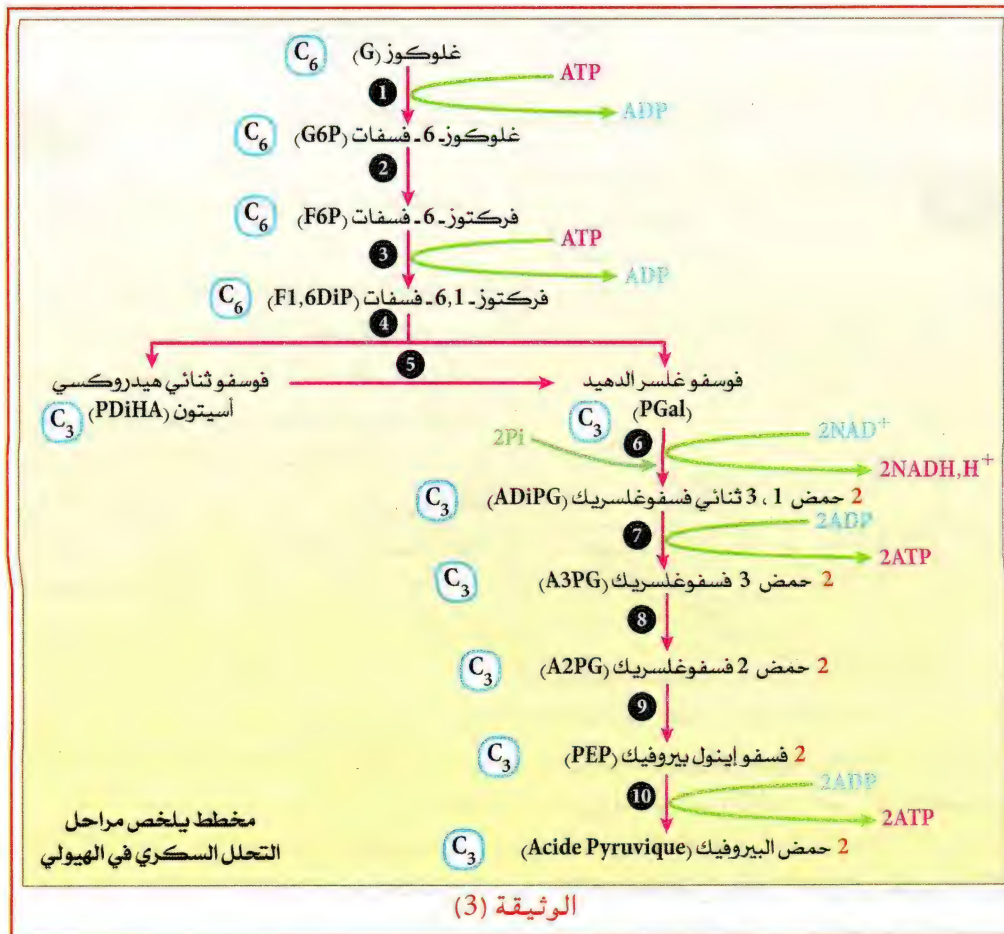 غلوكوز (G) C6
ATP
1
ADP
غلوكوز ـ 6 ـ فسفات (G6P) C6
2
فركتوز ـ 6 ـ فسفات (F6P) C6
ATP
3
ADP
فركتوز ـ 6,1 ـ فسفات (F1,6DiP) C6
4
5
فوسفو غلسر الدهيد
(PGal) C3
فوسفو ثنائي هيدروكسي
أسيتون (PDiHA) C3
2NAD+
6
2Pi
2NADH,H+
2 حمض 1 ، 3 ثنائي فسفوغلسريك (ADiPG) C3
2ADP
7
2ATP
2 حمض 3 فسفوغلسريك (A3PG) C3
8
2 حمض 2 فسفوغلسريك (A2PG) C3
9
2 فسفو إينول بيروفيك (PEP) C3
2ADP
10
2ATP
2 حمض البيروفيك (Acide Pyruvique) C3
مخطط يلخص مراحل
التحلل السكري في الهيولي
الوثيقة (3)